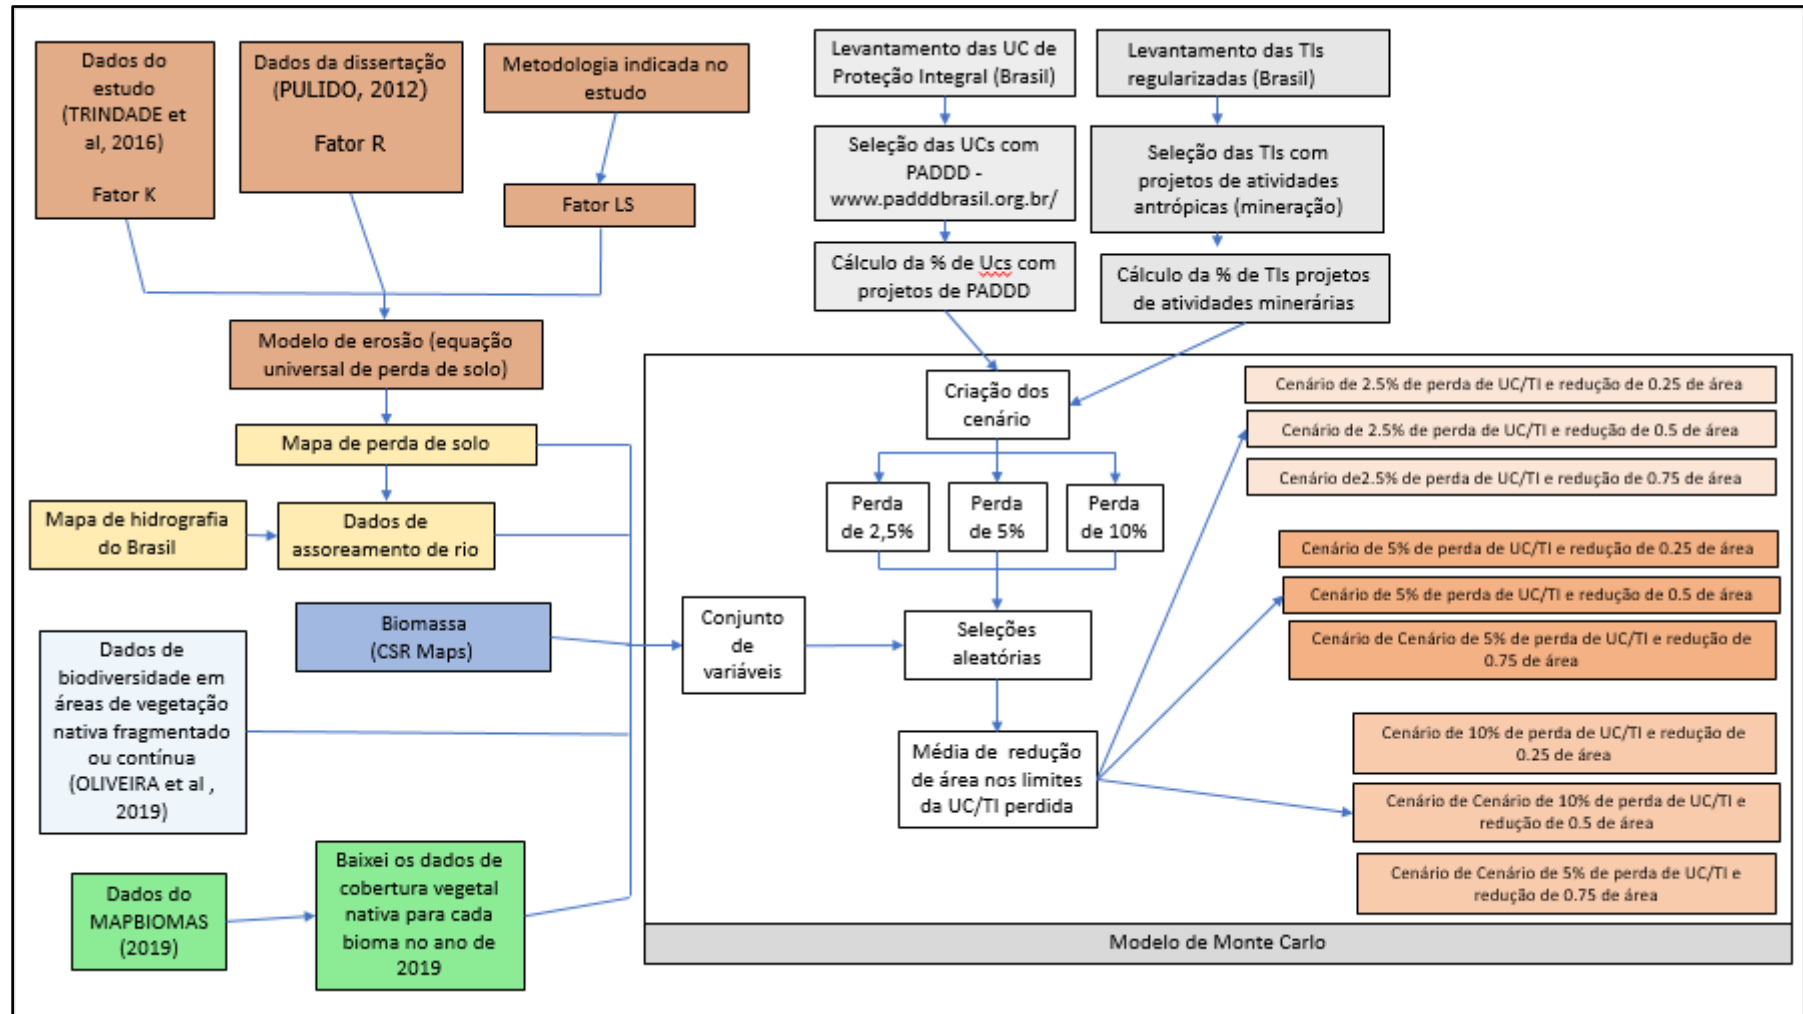 Dados do
estudo
(TRINDADE et
al, 2016)
Fator K
Dados da dissertação
(PULIDO, 2012)
Fator R
Metodologia indicada no
estudo
Fator LS
Levantamento das UC de
Proteção Integral (Brasil)
Levantamento das TIs
regularizadas (Brasil)
Seleção das UCs com
PADDD -
www.padddbrasil.org.br/
Seleção das TIs com
projetos de atividades
antrópicas (mineração)
Cálculo da % de Ucs com
projetos de PADDD
Cálculo da % de TIs projetos
de atividades minerárias
Modelo de erosão (equação
universal de perda de solo)
Mapa de perda de solo
Mapa de hidrografia
do Brasil
Dados de
assoreamento de rio
Biomassa
(CSR Maps)
Dados de
biodiversidade em
áreas de vegetação
nativa fragmentado
ou contínua
(OLIVEIRA et al ,
2019)
Dados do
MAPBIOMAS
(2019)
Baixei os dados de
cobertura vegetal
nativa para cada
bioma no ano de
2019
Criação dos
cenário
Perda
de 2,5%
Perda
de 5%
Perda
de 10%
Conjunto
de
variáveis
Seleções
aleatórias
Média de redução
de área nos limites
da UC/TI perdida
Cenário de 2.5% de perda de UC/TI e redução de 0.25 de área
Cenário de 2.5% de perda de UC/TI e redução de 0.5 de área
Cenário de2.5% de perda de UC/TI e redução de 0.75 de área
Cenário de 5% de perda de UC/TI e redução de 0.25 de área
Cenário de 5% de perda de UC/TI e redução de 0.5 de área
Cenário de Cenário de 5% de perda de UC/TI e redução de
0.75 de área
Cenário de 10% de perda de UC/TI e redução de
0.25 de área
Cenário de Cenário de 10% de perda de UC/TI e
redução de 0.5 de área
Cenário de Cenário de 5% de perda de UC/TI e
redução de 0.75 de área
Modelo de Monte Carlo